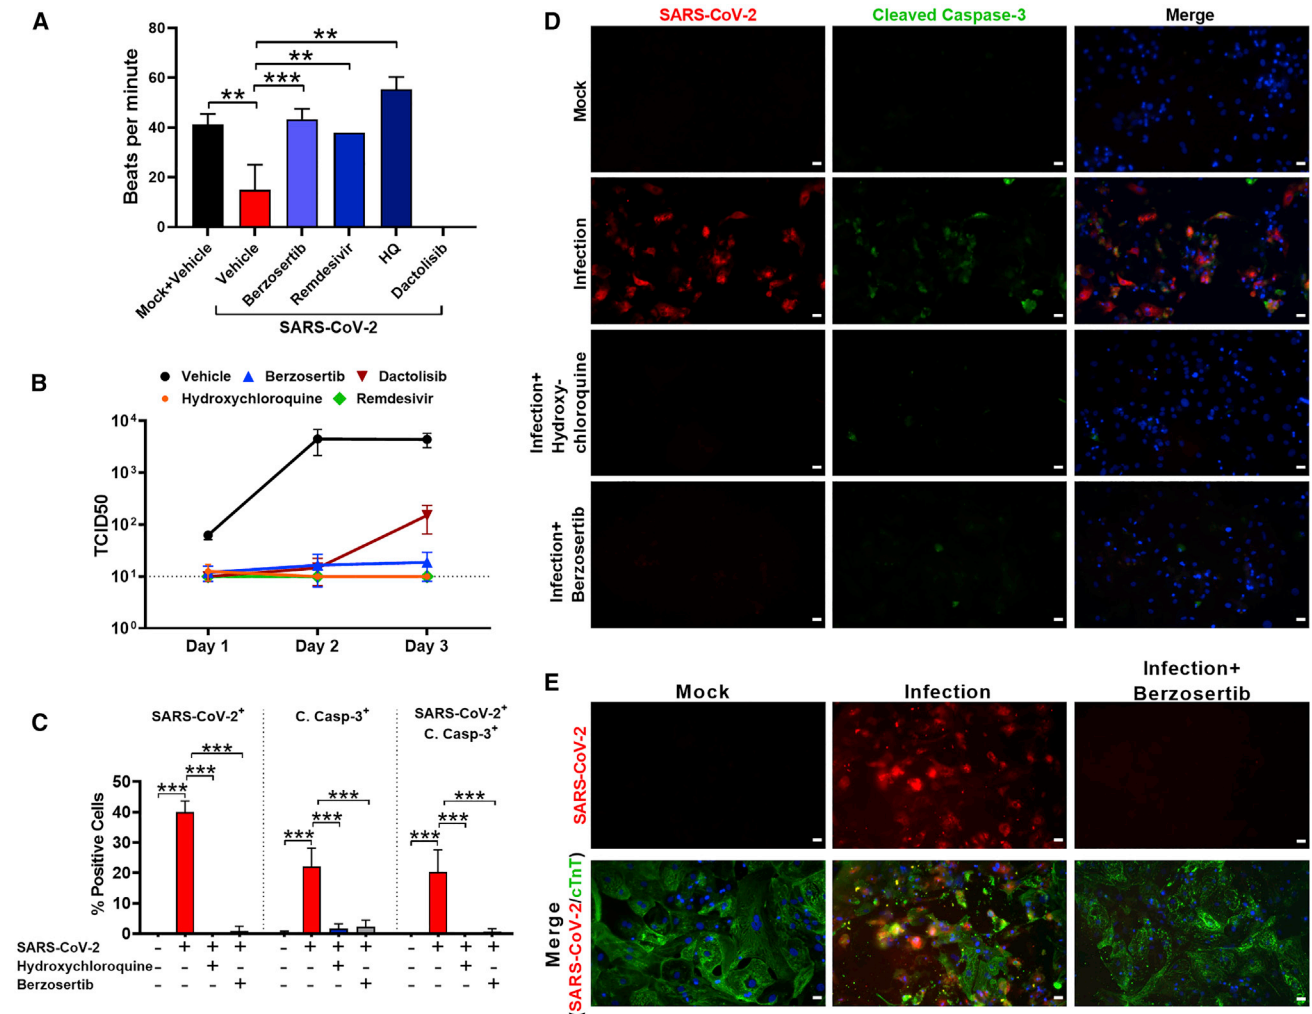 A
80
60
40
20
0
Beats per minute
**
***
**
**
Mock+Vehicle
Vehicle
Berzosertib
Remdesivir
HQ
Dactolisib
SARS-CoV-2
B
Vehicle
Berzosertib
Dactolisib
Hydroxychloroquine
Remdesivir
10⁴
10³
10²
10¹
10⁰
TCID50
Day 1
Day 2
Day 3
C
SARS-CoV-2⁺
C. Casp-3⁺
SARS-CoV-2⁺
C. Casp-3⁺
*** *** ***
*** *** ***
*** *** ***
50
40
30
20
10
0
% Positive Cells
SARS-CoV-2 - + + + - + + + - + + +
Hydroxychloroquine - - + - - - + - - - + -
Berzosertib - - - + - - - + - - - +
D
SARS-CoV-2
Cleaved Caspase-3
Merge
Mock
Infection
Infection+
Hydroxy-
chloroquine
Infection+
Berzosertib
E
Mock
Infection
Infection+
Berzosertib
SARS-CoV-2
Merge
(SARS-CoV-2/cTnT)